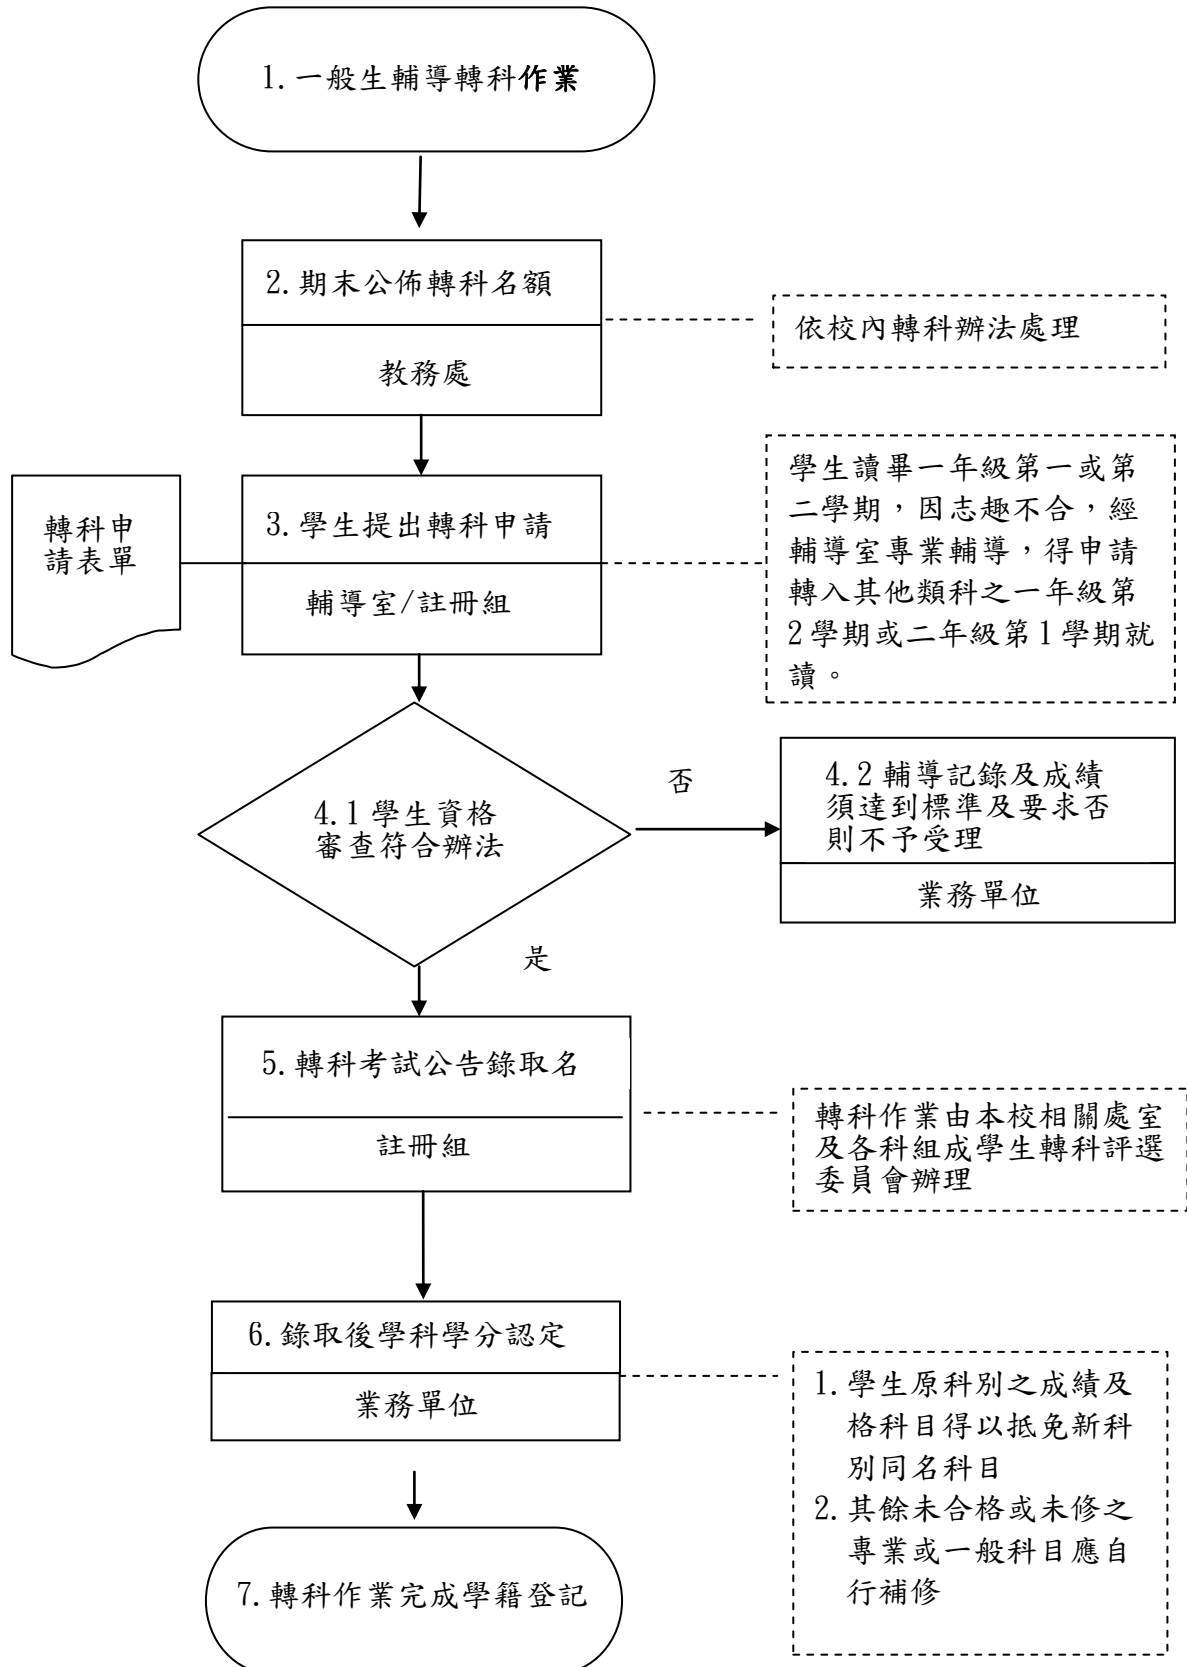 1.一般生輔導轉科作業
2.期末公佈轉科名額
教務處
依校內轉科辦法處理
轉科申
請表單
3.學生提出轉科申請
輔導室/註冊組
學生讀畢一年級第一或第
二學期，因志趣不合，經
輔導室專業輔導，得申請
轉入其他類科之一年級第
2學期或二年級第1學期就
讀。
4.1學生資格
審查符合辦法
否
4.2輔導記錄及成績
須達到標準及要求否
則不予受理
業務單位
是
5.轉科考試公告錄取名
註冊組
轉科作業由本校相關處室
及各科組成學生轉科評選
委員會辦理
6.錄取後學科學分認定
業務單位
1.學生原科別之成績及
格科目得以抵免新科
別同名科目
2.其餘未合格或未修之
專業或一般科目應自
行補修
7.轉科作業完成學籍登記